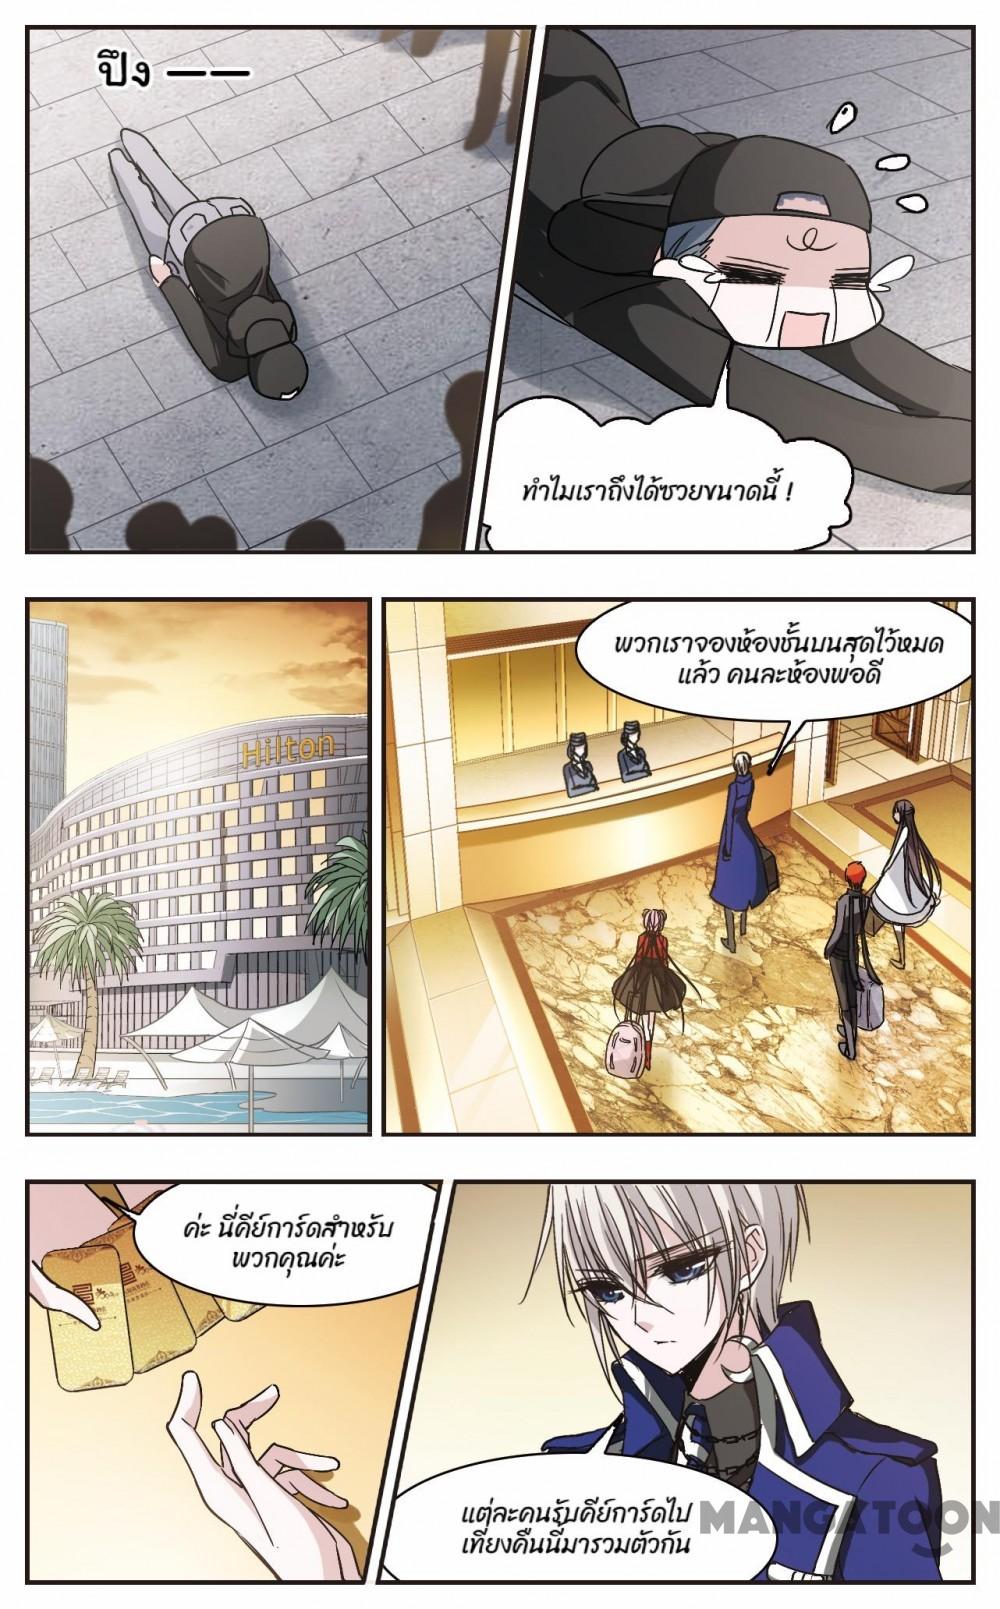 ปึง ——
ทำไมเราถึงได้ซวยขนาดนี้ !
Hilton
พวกเราจองห้องชั้นบนสุดไว้หมด
แล้ว คนละห้องพอดี
ค่ะ นี่คีย์การ์ดสำหรับ
พวกคุณค่ะ
แต่ละคนรับคีย์การ์ดไป
เที่ยงคืนนี้มารวมตัวกัน
MANGATOON